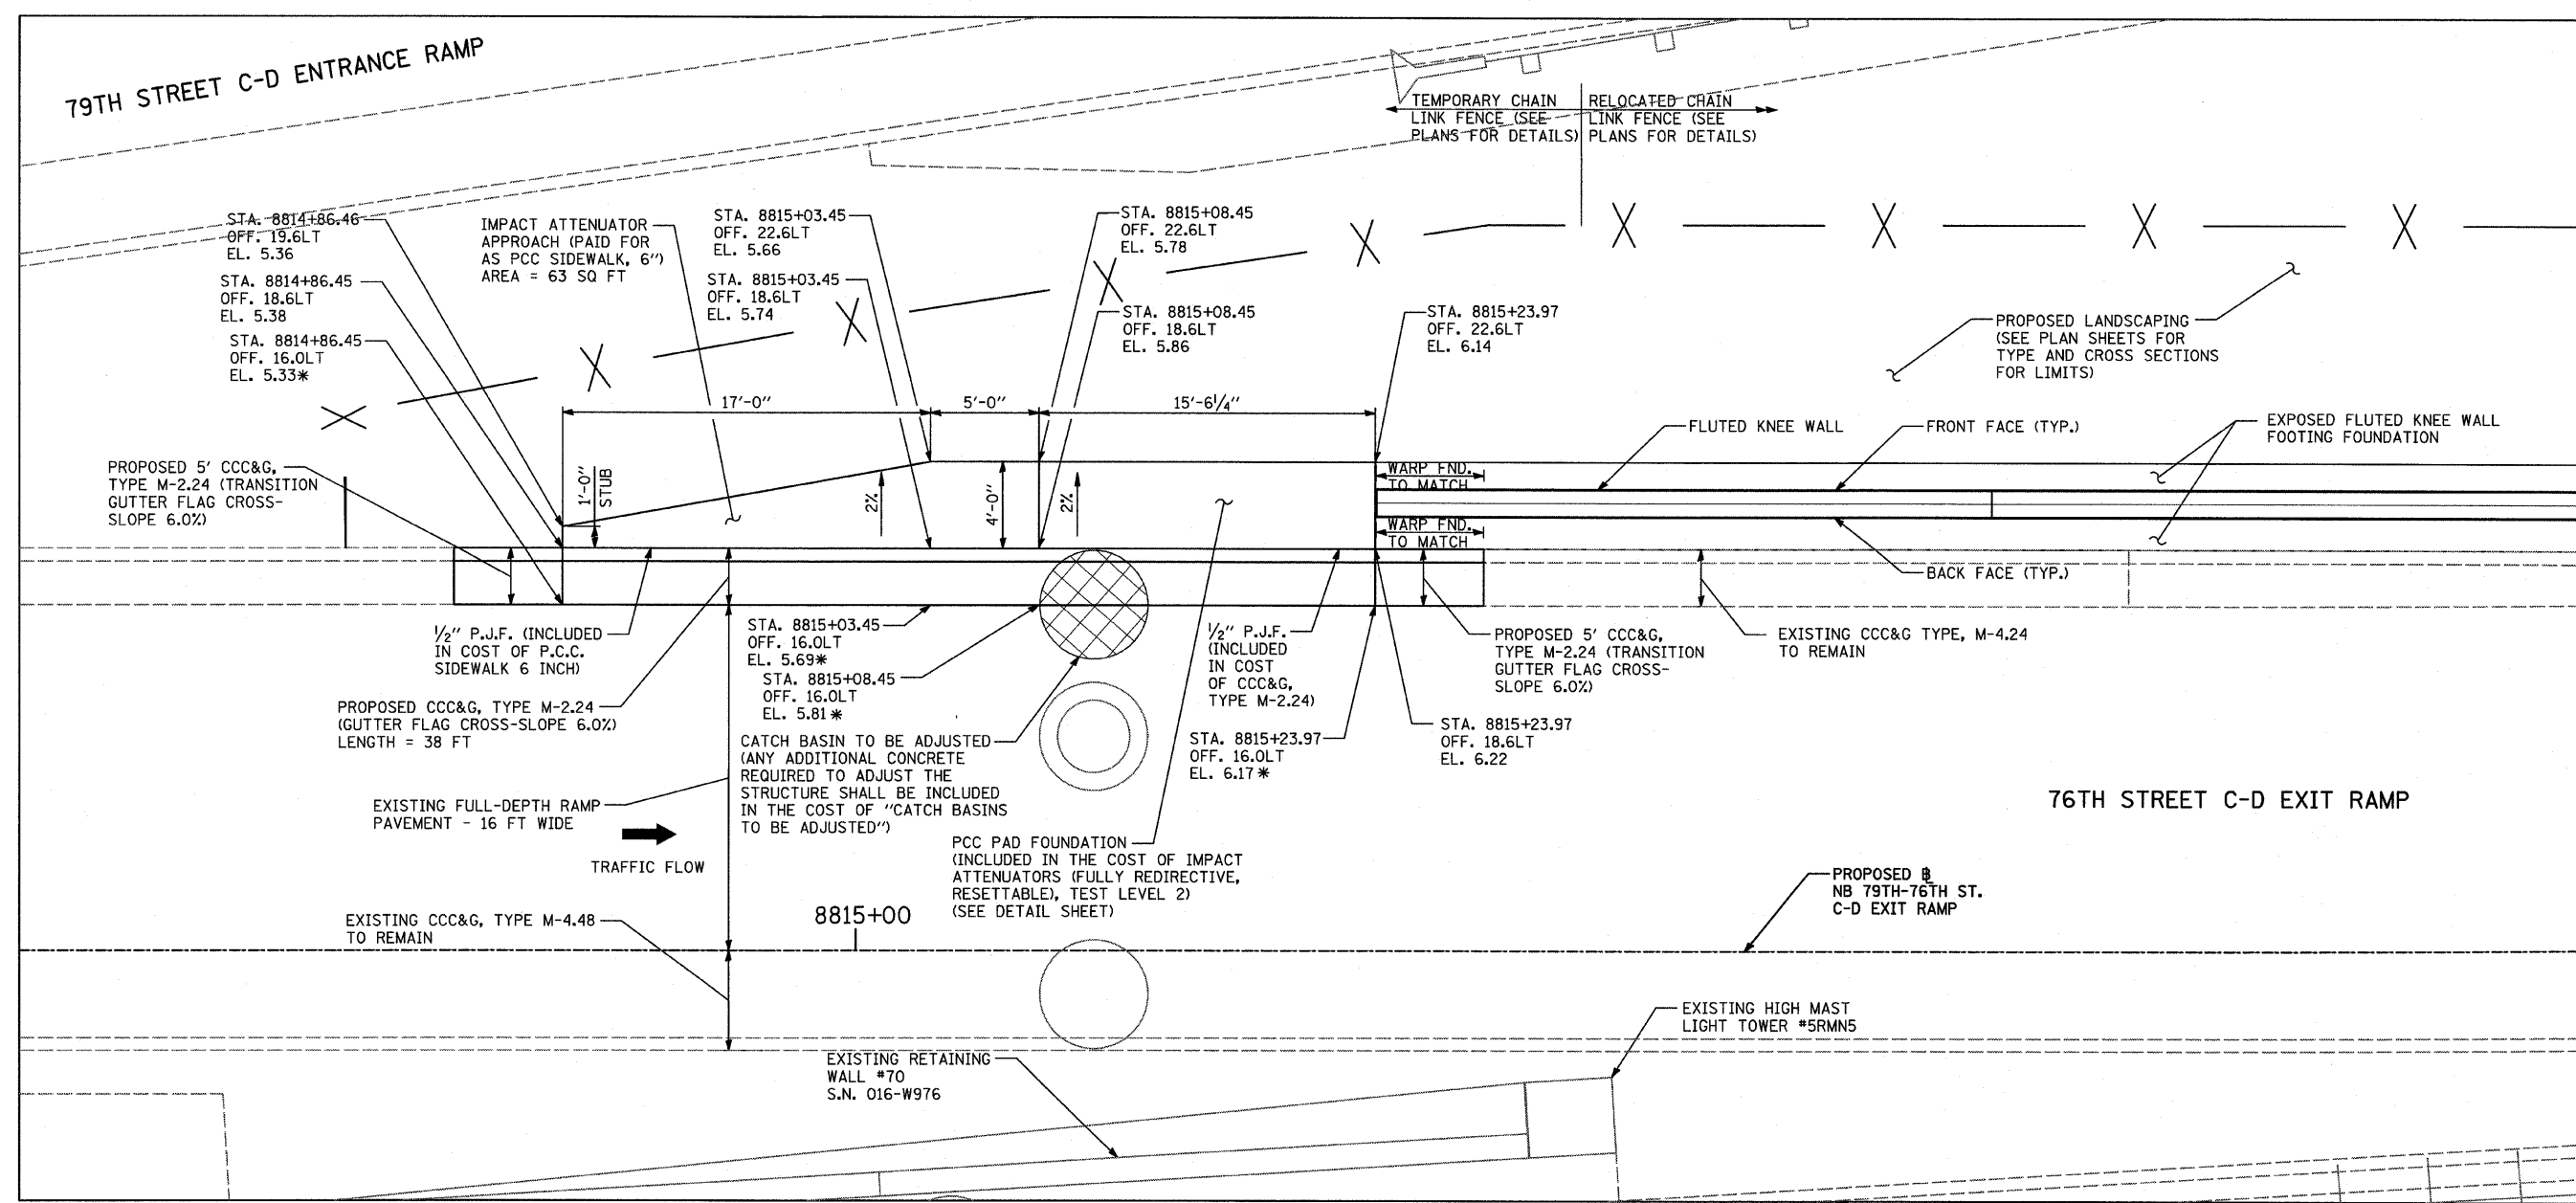 79TH STREET C-D ENTRANCE RAMP
TEMPORARY CHAIN
LINK FENCE (SEE
PLANS FOR DETAILS)
RELOCATED CHAIN
LINK FENCE (SEE
PLANS FOR DETAILS)
STA. 8814+86.46
OFF. 19.6LT
EL. 5.36
STA. 8814+86.45
OFF. 18.6LT
EL. 5.38
STA. 8814+86.45
OFF. 16.0LT
EL. 5.33*
IMPACT ATTENUATOR
APPROACH (PAID FOR
AS PCC SIDEWALK, 6")
AREA = 63 SQ FT
STA. 8815+03.45
OFF. 22.6LT
EL. 5.66
STA. 8815+03.45
OFF. 18.6LT
EL. 5.74
STA. 8815+08.45
OFF. 22.6LT
EL. 5.78
STA. 8815+08.45
OFF. 18.6LT
EL. 5.86
STA. 8815+23.97
OFF. 22.6LT
EL. 6.14
PROPOSED LANDSCAPING
(SEE PLAN SHEETS FOR
TYPE AND CROSS SECTIONS
FOR LIMITS)
17'-0"
5'-0"
15'-6 1/4"
FLUTED KNEE WALL
FRONT FACE (TYP.)
EXPOSED FLUTED KNEE WALL
FOOTING FOUNDATION
PROPOSED 5' CCC&G,
TYPE M-2.24 (TRANSITION
GUTTER FLAG CROSS-
SLOPE 6.0%)
1'-0"
STUB
2%
4'-0"
2%
WARP FND.
TO MATCH
WARP FND.
TO MATCH
BACK FACE (TYP.)
1/2" P.J.F. (INCLUDED
IN COST OF P.C.C.
SIDEWALK 6 INCH)
STA. 8815+03.45
OFF. 16.0LT
EL. 5.69*
STA. 8815+08.45
OFF. 16.0LT
EL. 5.81*
1/2" P.J.F.
(INCLUDED
IN COST
OF CCC&G,
TYPE M-2.24)
PROPOSED 5' CCC&G,
TYPE M-2.24 (TRANSITION
GUTTER FLAG CROSS-
SLOPE 6.0%)
EXISTING CCC&G TYPE, M-4.24
TO REMAIN
PROPOSED CCC&G, TYPE M-2.24
(GUTTER FLAG CROSS-SLOPE 6.0%)
LENGTH = 38 FT
CATCH BASIN TO BE ADJUSTED
(ANY ADDITIONAL CONCRETE
REQUIRED TO ADJUST THE
STRUCTURE SHALL BE INCLUDED
IN THE COST OF "CATCH BASINS
TO BE ADJUSTED")
STA. 8815+23.97
OFF. 16.0LT
EL. 6.17*
STA. 8815+23.97
OFF. 18.6LT
EL. 6.22
EXISTING FULL-DEPTH RAMP
PAVEMENT - 16 FT WIDE
TRAFFIC FLOW
76TH STREET C-D EXIT RAMP
PCC PAD FOUNDATION
(INCLUDED IN THE COST OF IMPACT
ATTENUATORS (FULLY REDIRECTIVE,
RESETTABLE), TEST LEVEL 2)
(SEE DETAIL SHEET)
PROPOSED B
NB 79TH-76TH ST.
C-D EXIT RAMP
EXISTING CCC&G, TYPE M-4.48
TO REMAIN
8815+00
EXISTING HIGH MAST
LIGHT TOWER #5RMN5
EXISTING RETAINING
WALL #70
S.N. 016-W976